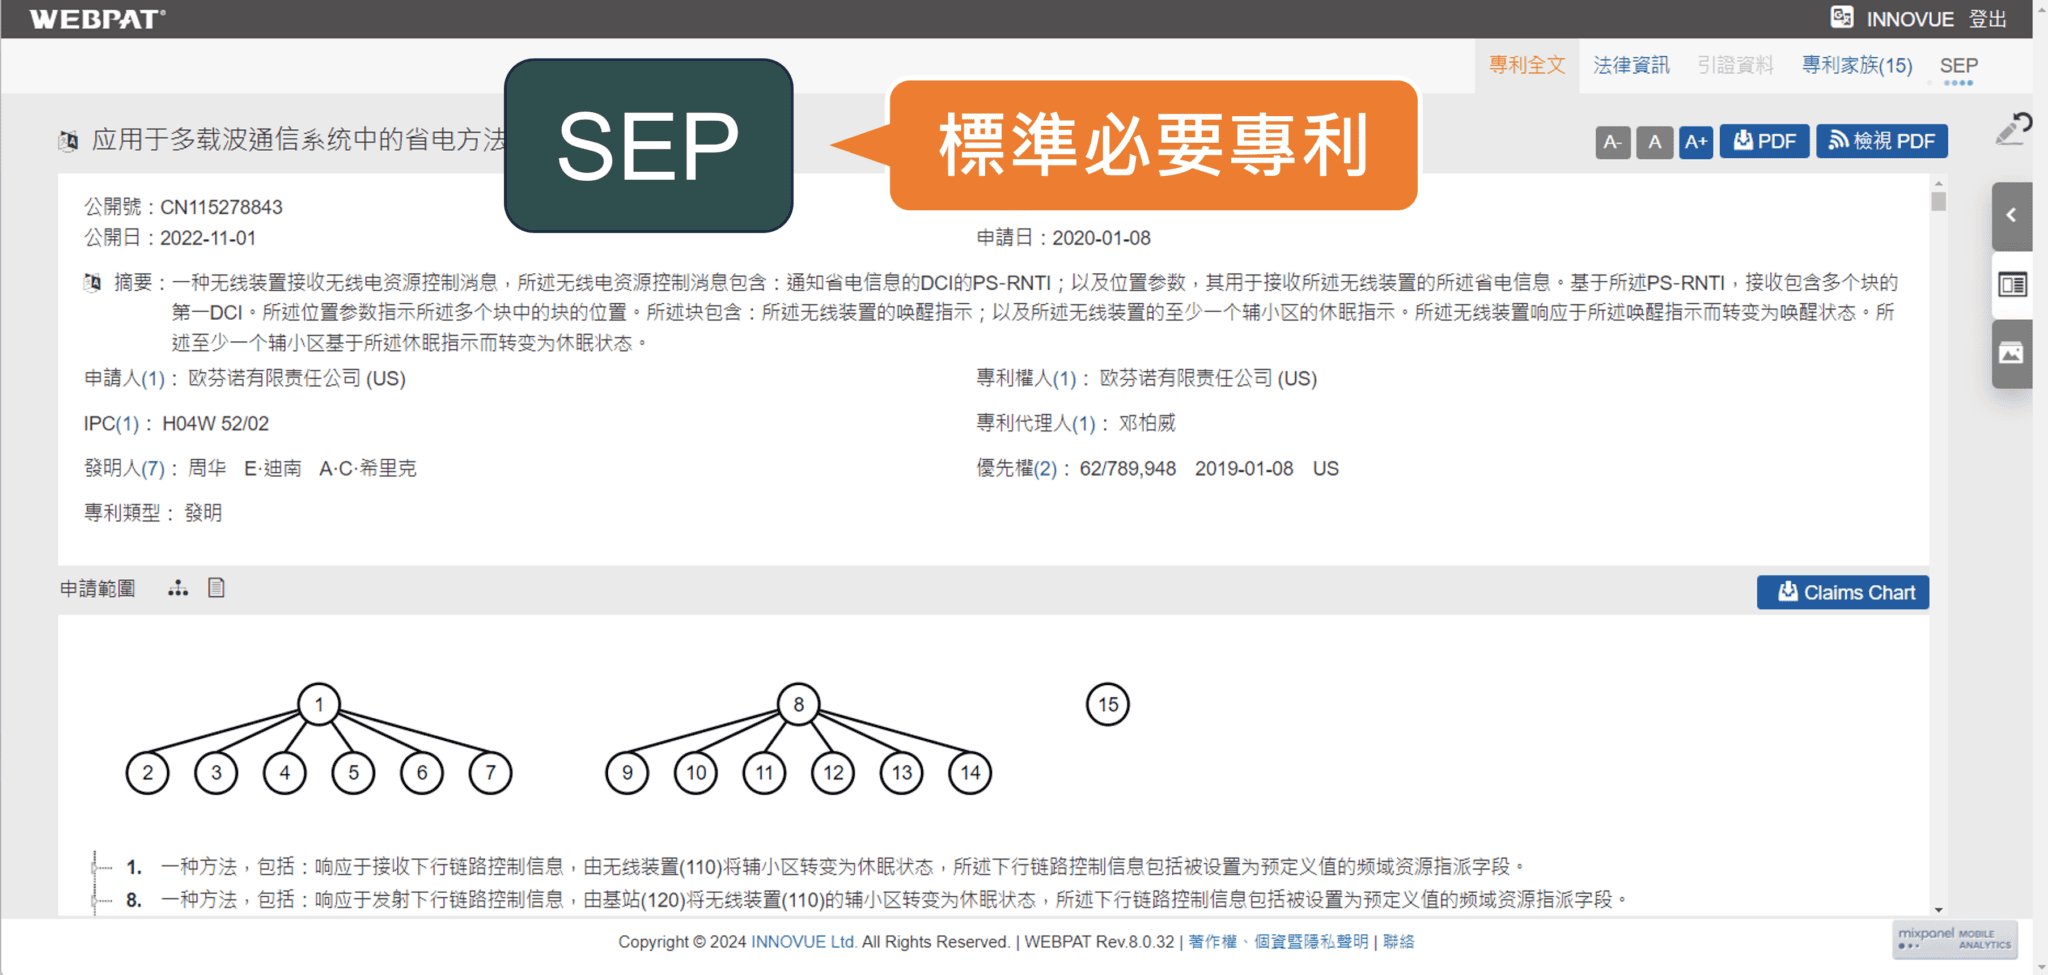 WEBPAT®
INNOVUE 登出
專利全文 法律資訊 引證資料 專利家族(15) SEP
SEP
標準必要專利
应用于多载波通信系统中的省电方法
A- A A+ PDF 檢視 PDF
公開號：CN115278843
公開日：2022-11-01 申請日：2020-01-08
摘要：一种无线装置接收无线电资源控制消息，所述无线电资源控制消息包含：通知省电信息的DCI的PS-RNTI；以及位置参数，其用于接收所述无线装置的所述省电信息。基于所述PS-RNTI，接收包含多个块的
第一DCI。所述位置参数指示所述多个块中的块的位置。所述块包含：所述无线装置的唤醒指示；以及所述无线装置的至少一个辅小区的休眠指示。所述无线装置响应于所述唤醒指示而转变为唤醒状态。所
述至少一个辅小区基于所述休眠指示而转变为休眠状态。
申請人(1)： 欧芬诺有限责任公司 (US) 專利權人(1)： 欧芬诺有限责任公司 (US)
IPC(1)： H04W 52/02 專利代理人(1)： 邓柏威
發明人(7)： 周华 E·迪南 A·C·希里克 優先權(2)： 62/789,948 2019-01-08 US
專利類型： 發明
申請範圍 Claims Chart
1 8 15
2 3 4 5 6 7 9 10 11 12 13 14
1. 一种方法，包括：响应于接收下行链路控制信息，由无线装置(110)将辅小区转变为休眠状态，所述下行链路控制信息包括被设置为预定义值的频域资源指派字段。
8. 一种方法，包括：响应于发射下行链路控制信息，由基站(120)将无线装置(110)的辅小区转变为休眠状态，所述下行链路控制信息包括被设置为预定义值的频域资源指派字段。
Copyright © 2024 INNOVUE Ltd. All Rights Reserved. | WEBPAT Rev.8.0.32 | 著作權、個資暨隱私聲明 | 聯絡
mixpanel MOBILE
ANALYTICS